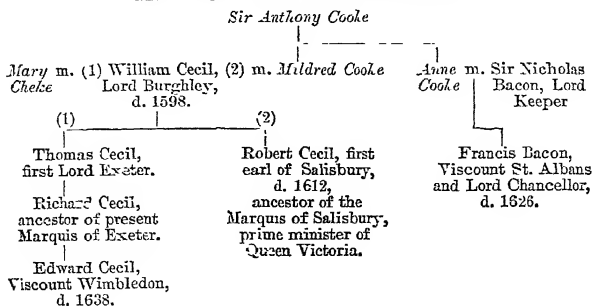 Sir Anthony Cooke
Mary m. (1) William Cecil, (2) m. Mildred Cooke
Cheke
Lord Burghley,
d. 1598.
Anne m. Sir Nicholas
Cooke Bacon, Lord
Keeper
(1) (2)
Thomas Cecil,
first Lord Exeter.
Richard Cecil,
ancestor of present
Marquis of Exeter.
Edward Cecil,
Viscount Wimbledon,
d. 1638.
Robert Cecil, first
earl of Salisbury,
d. 1612,
ancestor of the
Marquis of Salisbury,
prime minister of
Queen Victoria.
Francis Bacon,
Viscount St. Albans
and Lord Chancellor,
d. 1626.